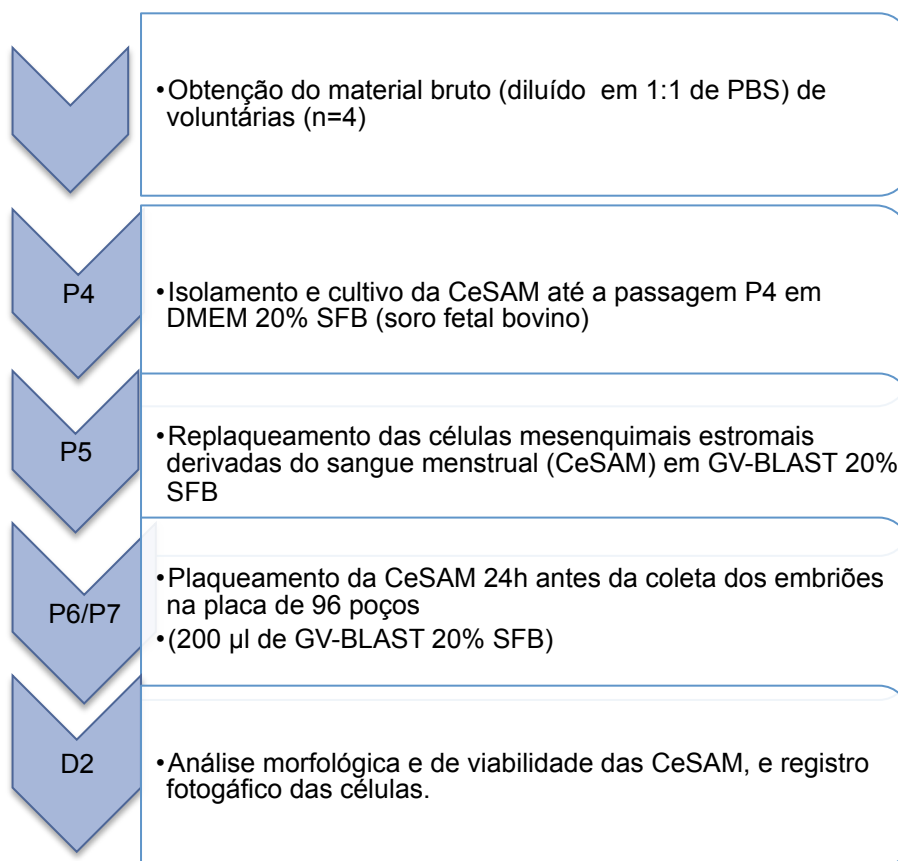 •Obtenção do material bruto (diluído em 1:1 de PBS) de
voluntárias (n=4)
P4
•Isolamento e cultivo da CeSAM até a passagem P4 em
DMEM 20% SFB (soro fetal bovino)
P5
•Replaqueamento das células mesenquimais estromais
derivadas do sangue menstrual (CeSAM) em GV-BLAST 20%
SFB
P6/P7
•Plaqueamento da CeSAM 24h antes da coleta dos embriões
na placa de 96 poços
•(200 µl de GV-BLAST 20% SFB)
D2
•Análise morfológica e de viabilidade das CeSAM, e registro
fotogáfico das células.